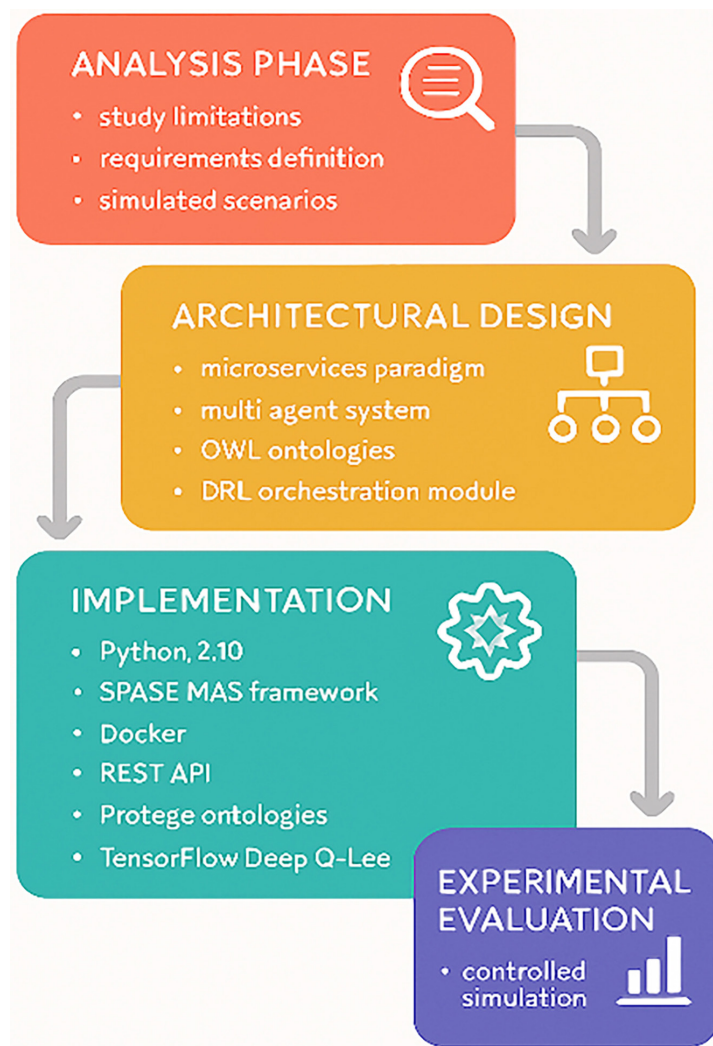 ANALYSIS PHASE
• study limitations
• requirements definition
• simulated scenarios
ARCHITECTURAL DESIGN
• microservices paradigm
• multi agent system
• OWL ontologies
• DRL orchestration module
IMPLEMENTATION
• Python, 2.10
• SPASE MAS framework
• Docker
• REST API
• Protege ontologies
• TensorFlow Deep Q-Lee
EXPERIMENTAL
EVALUATION
• controlled
simulation